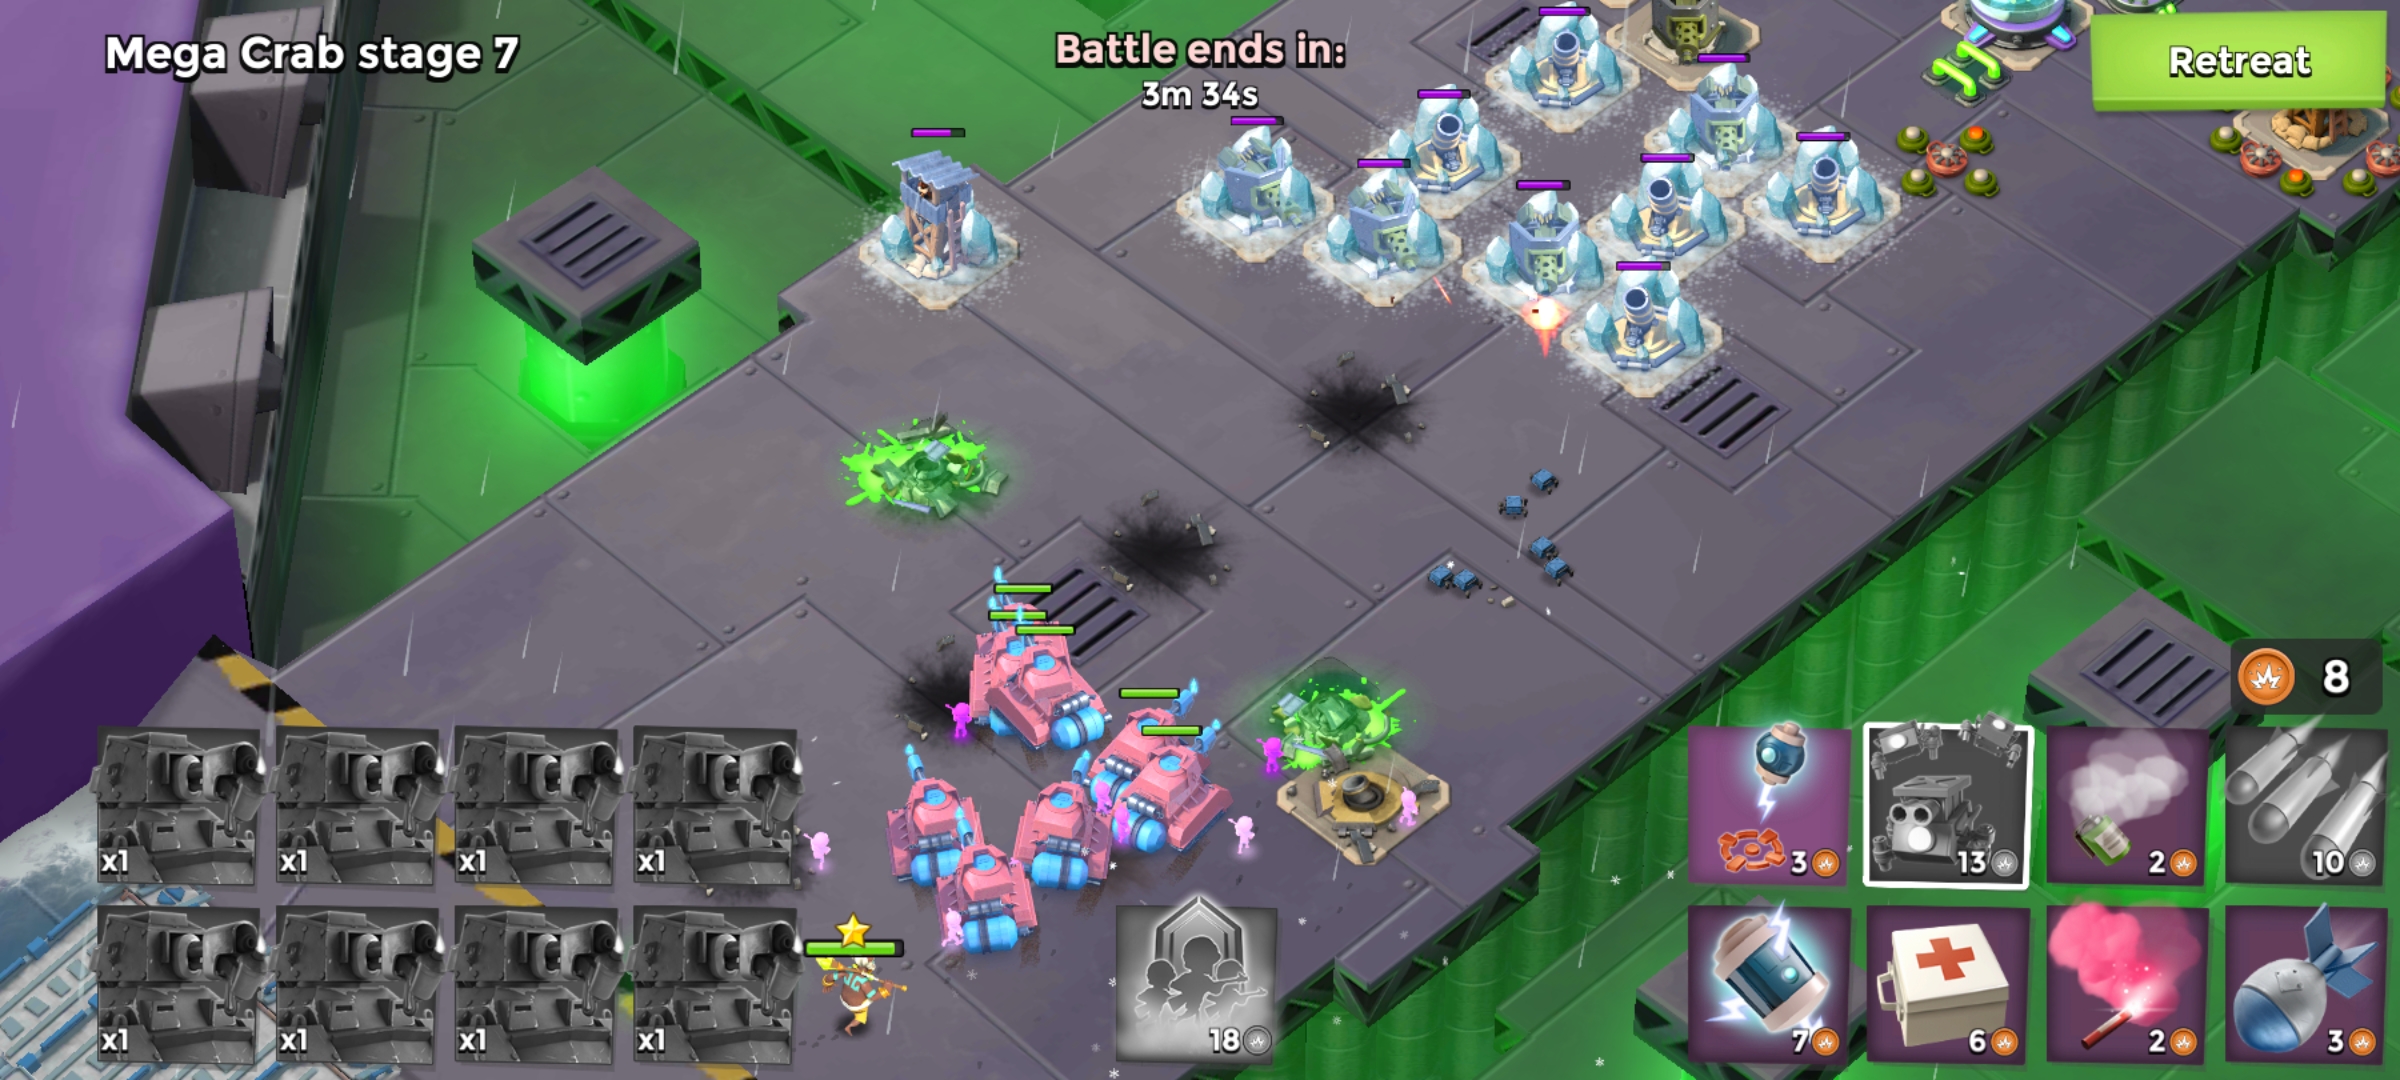 Mega Crab stage 7
Battle ends in:
3m 34s
Retreat
8
3
13
2
10
x1
x1
x1
x1
x1
x1
x1
x1
18
7
6
2
3